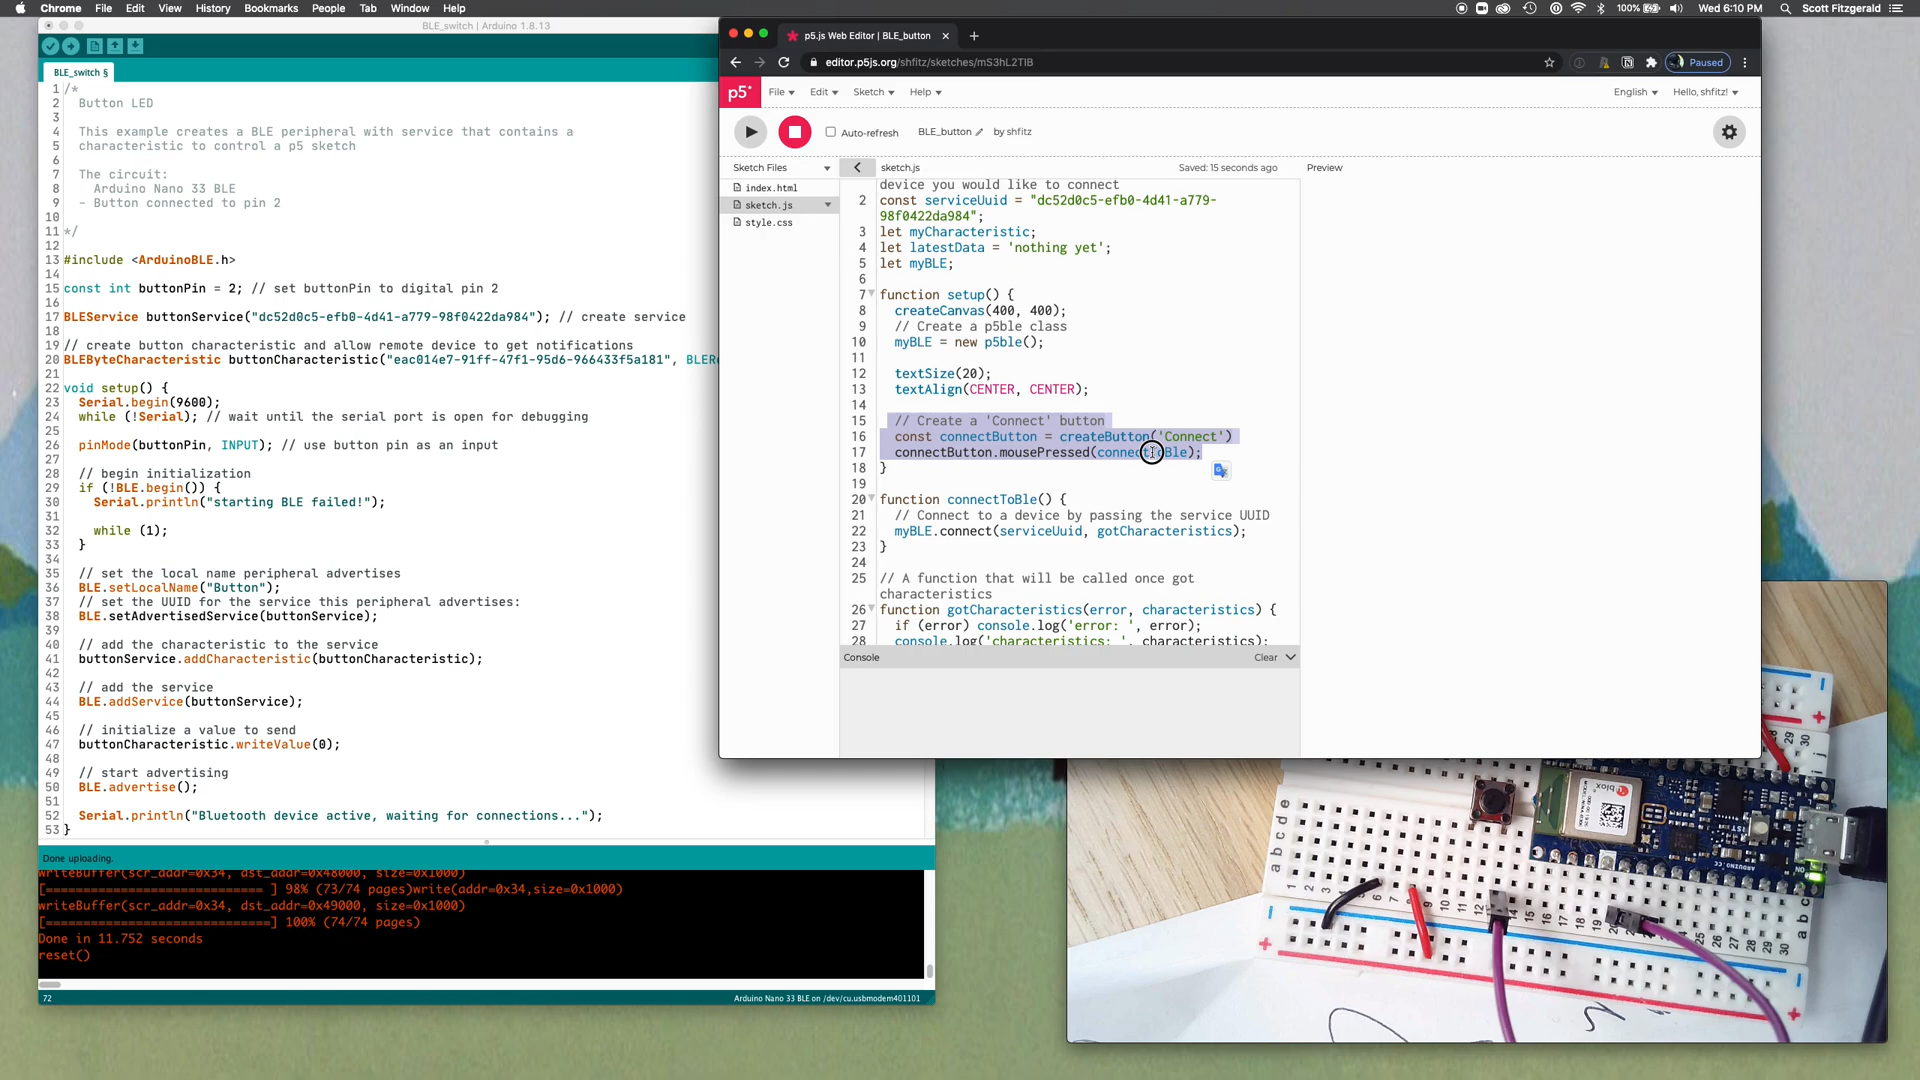 Chrome File Edit View History Bookmarks People Tab Window Help
100% Wed 6:10 PM Scott Fitzgerald
BLE_switch | Arduino 1.8.13
BLE_switch §
1 /*
2 Button LED
3
4 This example creates a BLE peripheral with service that contains a
5 characteristic to control a p5 sketch
6
7 The circuit:
8 Arduino Nano 33 BLE
9 - Button connected to pin 2
10
11 */
12
13 #include <ArduinoBLE.h>
14
15 const int buttonPin = 2; // set buttonPin to digital pin 2
16
17 BLEService buttonService("dc52d0c5-efb0-4d41-a779-98f0422da984"); // create service
18
19 // create button characteristic and allow remote device to get notifications
20 BLEByteCharacteristic buttonCharacteristic("eac014e7-91ff-47f1-95d6-966433f5a181", BLER
21
22 void setup() {
23 Serial.begin(9600);
24 while (!Serial); // wait until the serial port is open for debugging
25
26 pinMode(buttonPin, INPUT); // use button pin as an input
27
28 // begin initialization
29 if (!BLE.begin()) {
30 Serial.println("starting BLE failed!");
31
32 while (1);
33 }
34
35 // set the local name peripheral advertises
36 BLE.setLocalName("Button");
37 // set the UUID for the service this peripheral advertises:
38 BLE.setAdvertisedService(buttonService);
39
40 // add the characteristic to the service
41 buttonService.addCharacteristic(buttonCharacteristic);
42
43 // add the service
44 BLE.addService(buttonService);
45
46 // initialize a value to send
47 buttonCharacteristic.writeValue(0);
48
49 // start advertising
50 BLE.advertise();
51
52 Serial.println("Bluetooth device active, waiting for connections...");
53 }
Done uploading.
writeBuffer(scr_addr=0x34, dst_addr=0x48000, size=0x1000)
[============================ ] 98% (73/74 pages)write(addr=0x34,size=0x1000)
writeBuffer(scr_addr=0x34, dst_addr=0x49000, size=0x1000)
[=============================] 100% (74/74 pages)
Done in 11.752 seconds
reset()
72
Arduino Nano 33 BLE on /dev/cu.usbmodem401101
p5.js Web Editor | BLE_button
editor.p5js.org/shfitz/sketches/mS3hL2TIB
Paused
p5* File Edit Sketch Help
English Hello, shfitz!
Auto-refresh BLE_button by shfitz
Sketch Files
index.html
sketch.js
style.css
sketch.js Saved: 15 seconds ago Preview
device you would like to connect
2 const serviceUuid = "dc52d0c5-efb0-4d41-a779-
98f0422da984";
3 let myCharacteristic;
4 let latestData = 'nothing yet';
5 let myBLE;
6
7 function setup() {
8 createCanvas(400, 400);
9 // Create a p5ble class
10 myBLE = new p5ble();
11
12 textSize(20);
13 textAlign(CENTER, CENTER);
14
15 // Create a 'Connect' button
16 const connectButton = createButton('Connect')
17 connectButton.mousePressed(connectToBle);
18 }
19
20 function connectToBle() {
21 // Connect to a device by passing the service UUID
22 myBLE.connect(serviceUuid, gotCharacteristics);
23 }
24
25 // A function that will be called once got
characteristics
26 function gotCharacteristics(error, characteristics) {
27 if (error) console.log('error: ', error);
28 console.log('characteristics: ', characteristics);
Console Clear